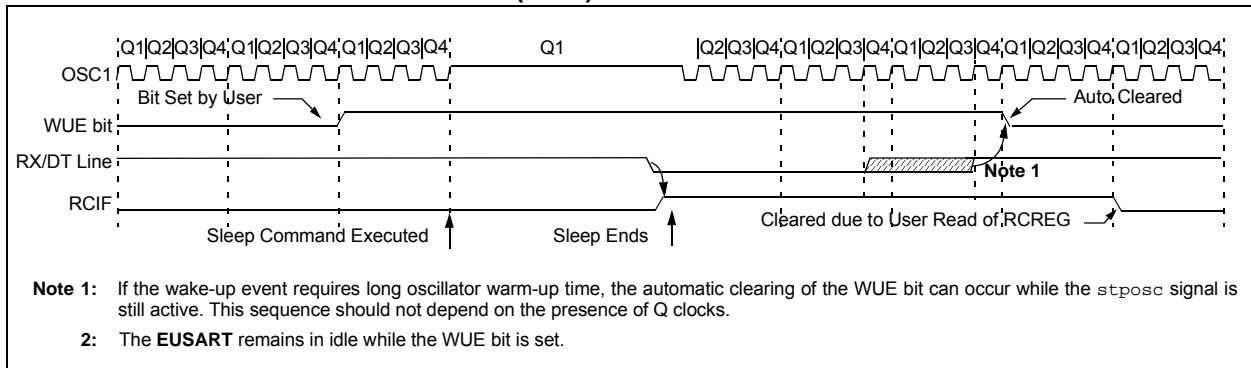 Q1|Q2|Q3|Q4 Q1|Q2|Q3|Q4 Q1|Q2|Q3|Q4 Q1 |Q2|Q3|Q4 Q1|Q2|Q3|Q4 Q1|Q2|Q3|Q4 Q1|Q2|Q3|Q4 Q1|Q2|Q3|Q4
OSC1
Bit Set by User Auto Cleared
WUE bit
RX/DT Line
Note 1
RCIF
Cleared due to User Read of RCREG
Sleep Command Executed Sleep Ends
Note 1: If the wake-up event requires long oscillator warm-up time, the automatic clearing of the WUE bit can occur while the stposc signal is
still active. This sequence should not depend on the presence of Q clocks.
2: The EUSART remains in idle while the WUE bit is set.